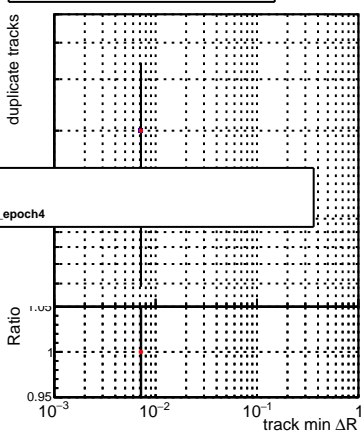 duplicate tracks
_epoch4
1.05
Ratio
1
0.95
10⁻³ 10⁻² 10⁻¹ 1
track min ΔR